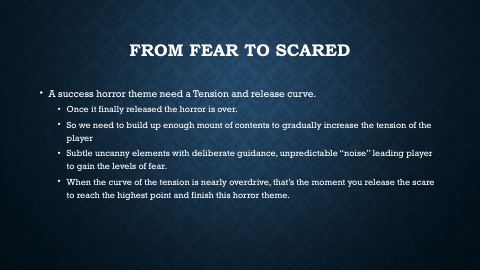 FROM FEAR TO SCARED
• A success horror theme need a Tension and release curve.
• Once it finally released the horror is over.
• So we need to build up enough mount of contents to gradually increase the tension of the
player
• Subtle uncanny elements with deliberate guidance, unpredictable “noise” leading player
to gain the levels of fear.
• When the curve of the tension is nearly overdrive, that's the moment you release the scare
to reach the highest point and finish this horror theme.